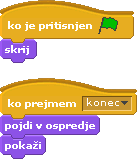 ko je pritisnjen
skrij
ko prejmem konec
pojdi v ospredje
pokaži